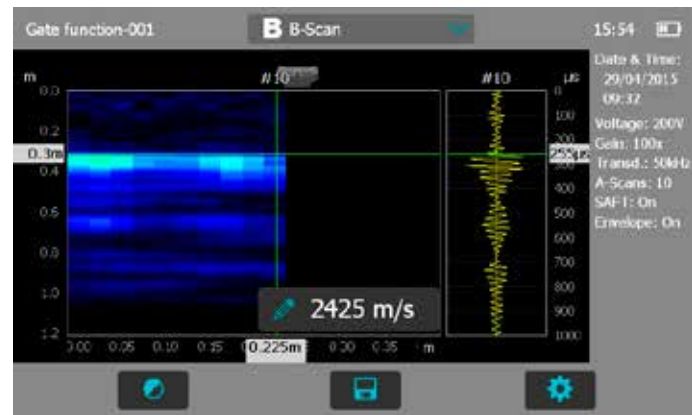 Gate function-001
B B-Scan
15:54
Date & Time:
29/04/2015
09:32
Voltage: 200V
Gain: 100x
Transd.: 50kHz
A-Scans: 10
SAFT: On
Envelope: On
m
#10
#10
µs
0.0
0.2
0.3m
0.4
0.6
0.8
1.0
1.2
0
100
200
255µs
400
500
600
700
800
900
1000
2425 m/s
0.00 0.05 0.10 0.15 0.225m 0.30 0.35 m